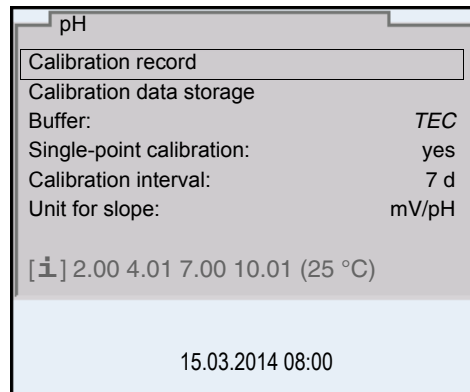 pH
Calibration record
Calibration data storage
Buffer: TEC
Single-point calibration: yes
Calibration interval: 7 d
Unit for slope: mV/pH
[i] 2.00 4.01 7.00 10.01 (25 °C)
15.03.2014 08:00